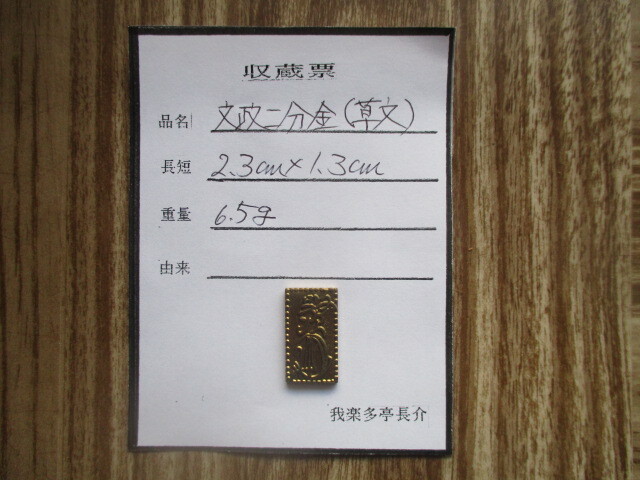 収蔵票
品名 文政二分金(草文)
長短 2.3cm×1.3cm
重量 6.5g
由来
我楽多亭長介